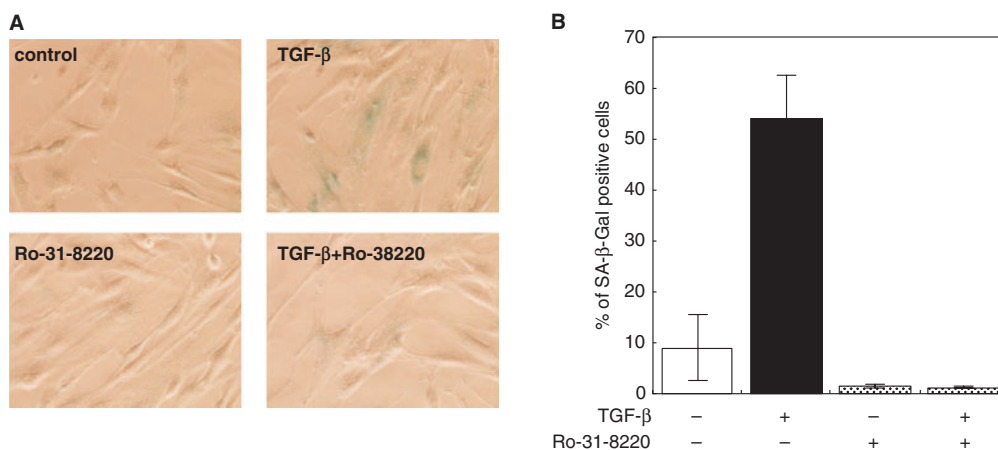 A
control
TGF-β
Ro-31-8220
TGF-β+Ro-38220
B
% of SA-β-Gal positive cells
70
60
50
40
30
20
10
0
TGF-β – + – +
Ro-31-8220 – – + +